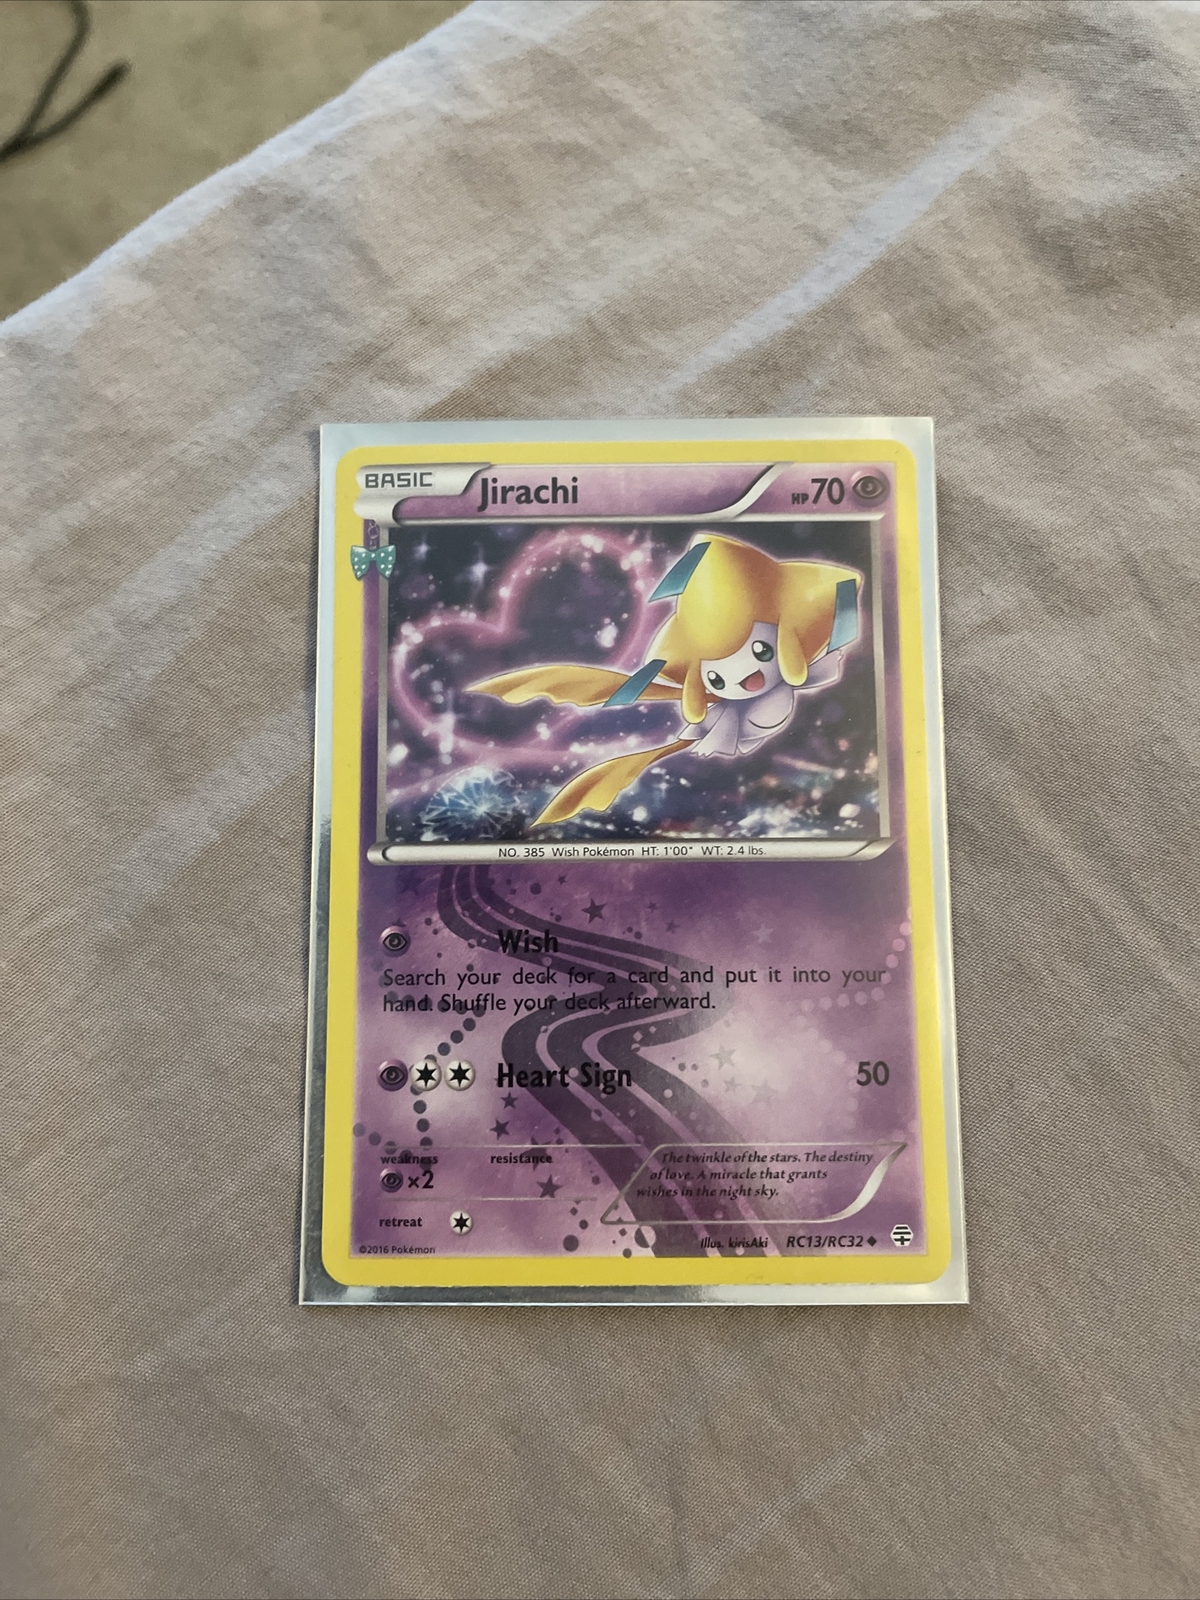 BASIC Jirachi HP70
NO. 385 Wish Pokémon HT: 1'00" WT: 2.4 lbs.
Wish
Search your deck for a card and put it into your
hand. Shuffle your deck afterward.
Heart Sign 50
weakness resistance
×2
The twinkle of the stars. The destiny
of love. A miracle that grants
wishes in the night sky.
retreat
©2016 Pokémon Illus. kirisAki RC13/RC32